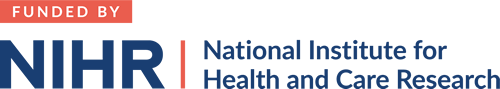 FUNDED BY
NIHR
National Institute for
Health and Care Research